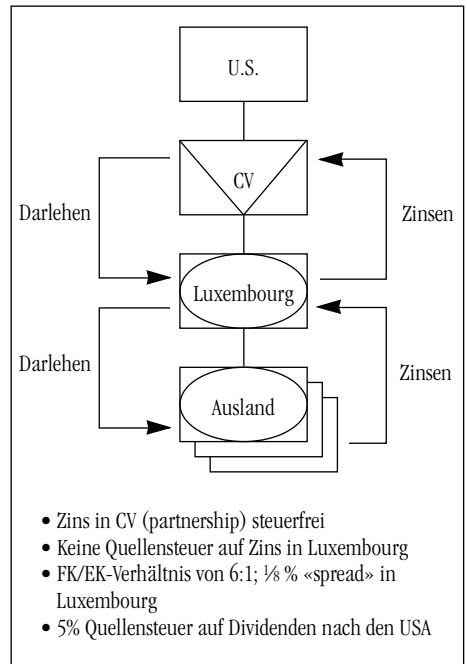 U.S.
CV
Darlehen
Zinsen
Luxembourg
Darlehen
Zinsen
Ausland
• Zins in CV (partnership) steuerfrei
• Keine Quellensteuer auf Zins in Luxembourg
• FK/EK-Verhältnis von 6:1; ⅛ % «spread» in
Luxembourg
• 5% Quellensteuer auf Dividenden nach den USA